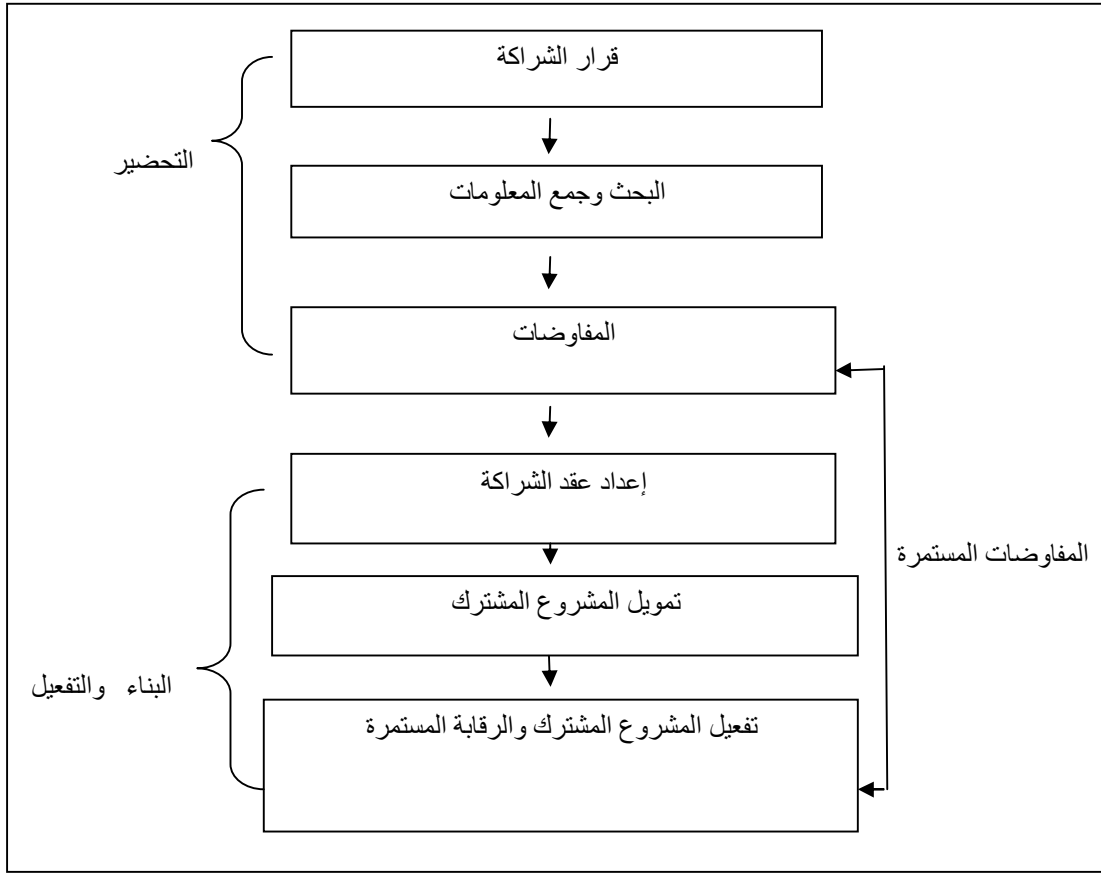 قرار الشراكة
البحث وجمع المعلومات
التحضير
المفاوضات
إعداد عقد الشراكة
المفاوضات المستمرة
تمويل المشروع المشترك
البناء والتفعيل
تفعيل المشروع المشترك والرقابة المستمرة